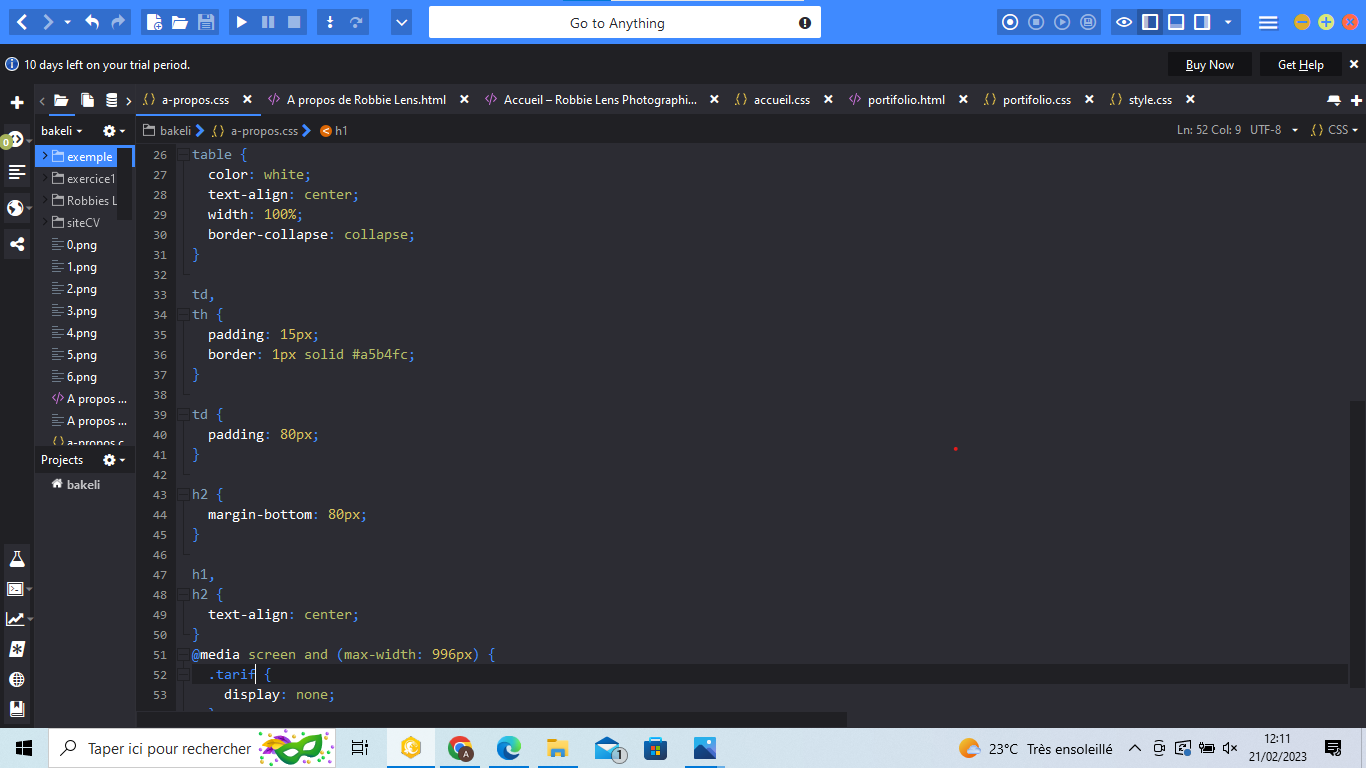 Go to Anything
10 days left on your trial period.
Buy Now
Get Help
a-propos.css
A propos de Robbie Lens.html
Accueil – Robbie Lens Photographi...
accueil.css
portifolio.html
portifolio.css
style.css
bakeli
bakeli
a-propos.css
h1
Ln: 52 Col: 9
UTF-8
CSS
0
exemple
exercice1
Robbies L
siteCV
0.png
1.png
2.png
3.png
4.png
5.png
6.png
A propos ...
A propos ...
a-propos.c
Projects
bakeli
26 table {
27 color: white;
28 text-align: center;
29 width: 100%;
30 border-collapse: collapse;
31 }
32
33 td,
34 th {
35 padding: 15px;
36 border: 1px solid #a5b4fc;
37 }
38
39 td {
40 padding: 80px;
41 }
42
43 h2 {
44 margin-bottom: 80px;
45 }
46
47 h1,
48 h2 {
49 text-align: center;
50 }
51 @media screen and (max-width: 996px) {
52 .tarif {
53 display: none;
Taper ici pour rechercher
A
1
23°C Très ensoleillé
12:11
21/02/2023